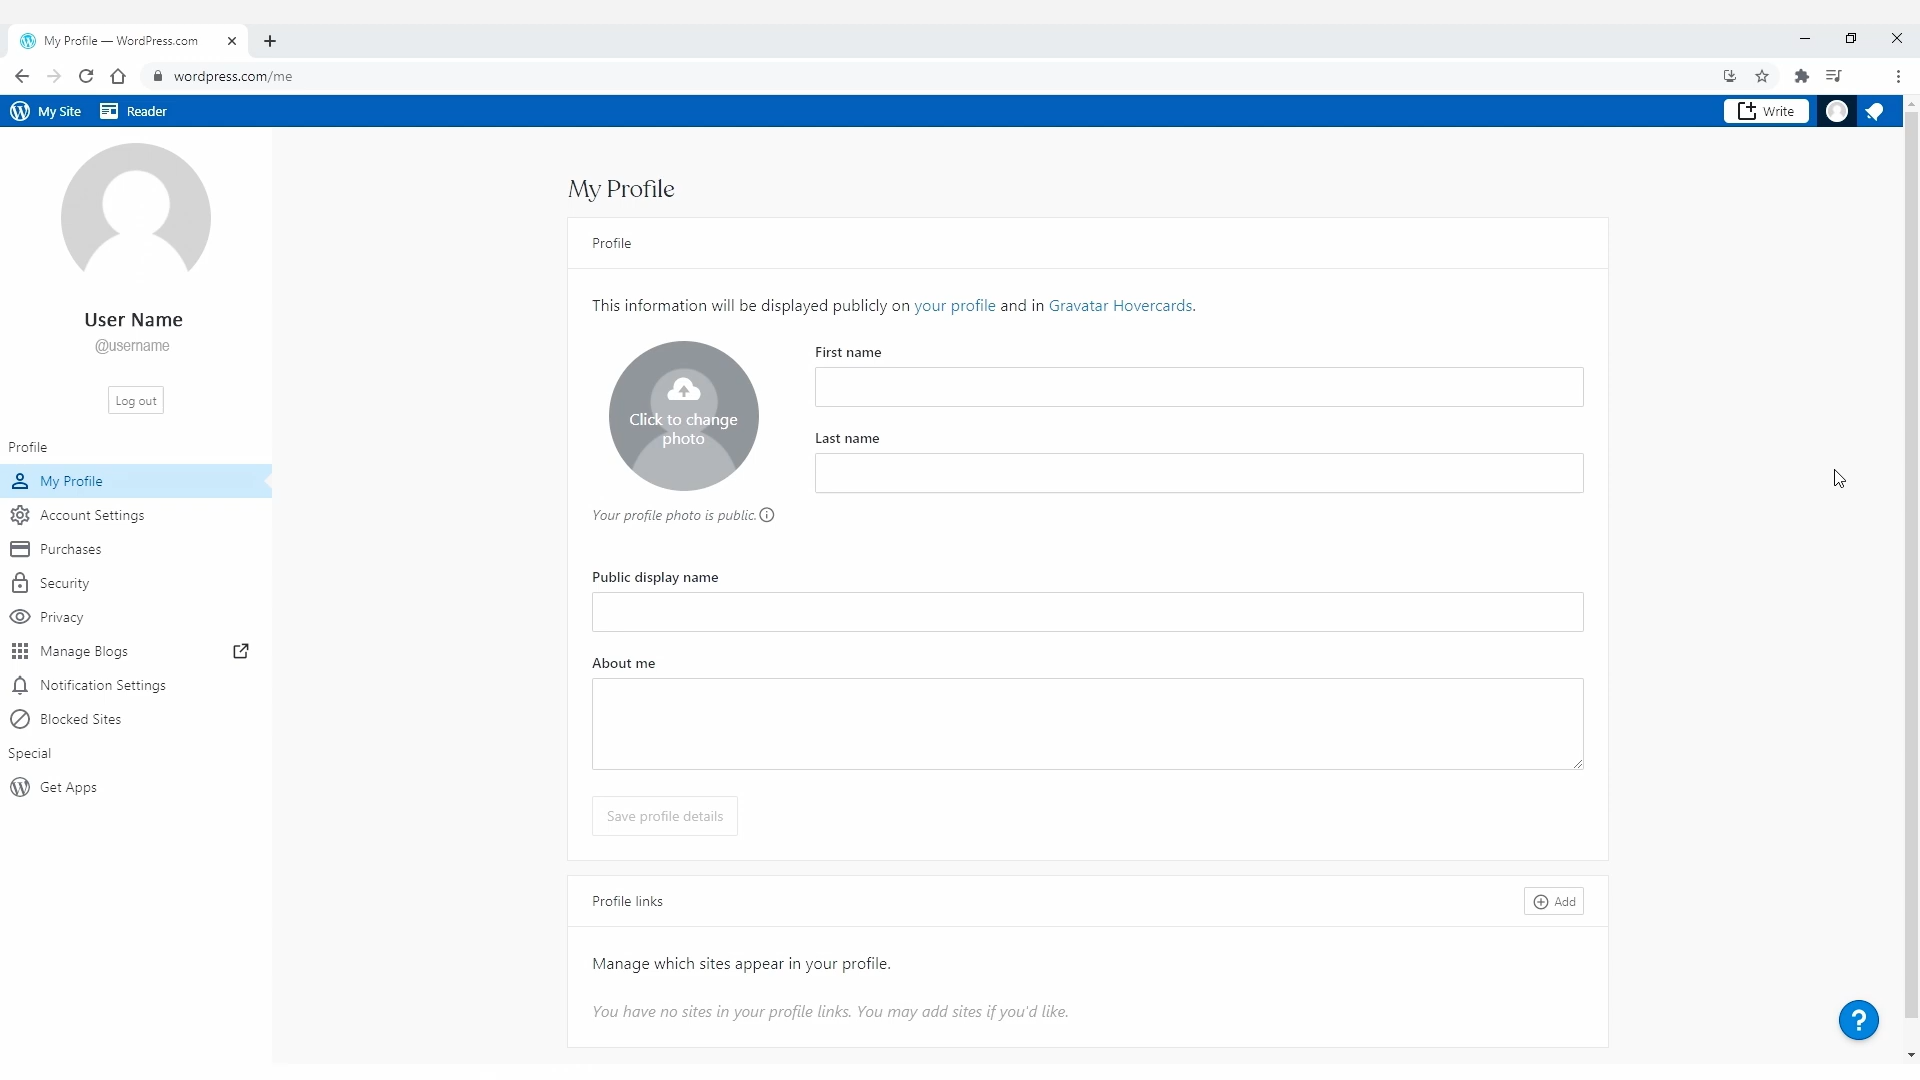 My Profile — WordPress.com
wordpress.com/me
My Site
Reader
Write
User Name
@username
Log out
Profile
My Profile
Account Settings
Purchases
Security
Privacy
Manage Blogs
Notification Settings
Blocked Sites
Special
Get Apps
My Profile
Profile
This information will be displayed publicly on your profile and in Gravatar Hovercards.
Click to change
photo
Your profile photo is public.
First name
Last name
Public display name
About me
Save profile details
Profile links
Add
Manage which sites appear in your profile.
You have no sites in your profile links. You may add sites if you'd like.
?